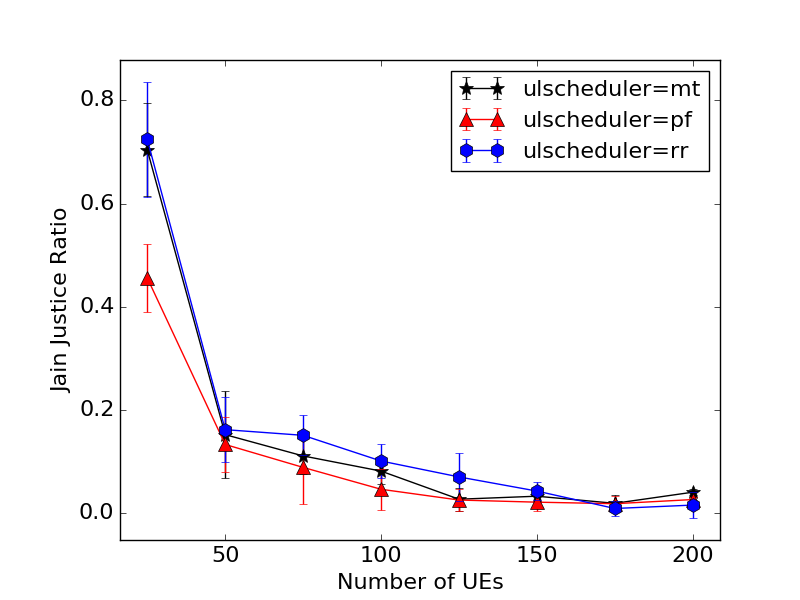 0.8
0.6
0.4
0.2
0.0
Jain Justice Ratio
ulscheduler=mt
ulscheduler=pf
ulscheduler=rr
50
100
150
200
Number of UEs